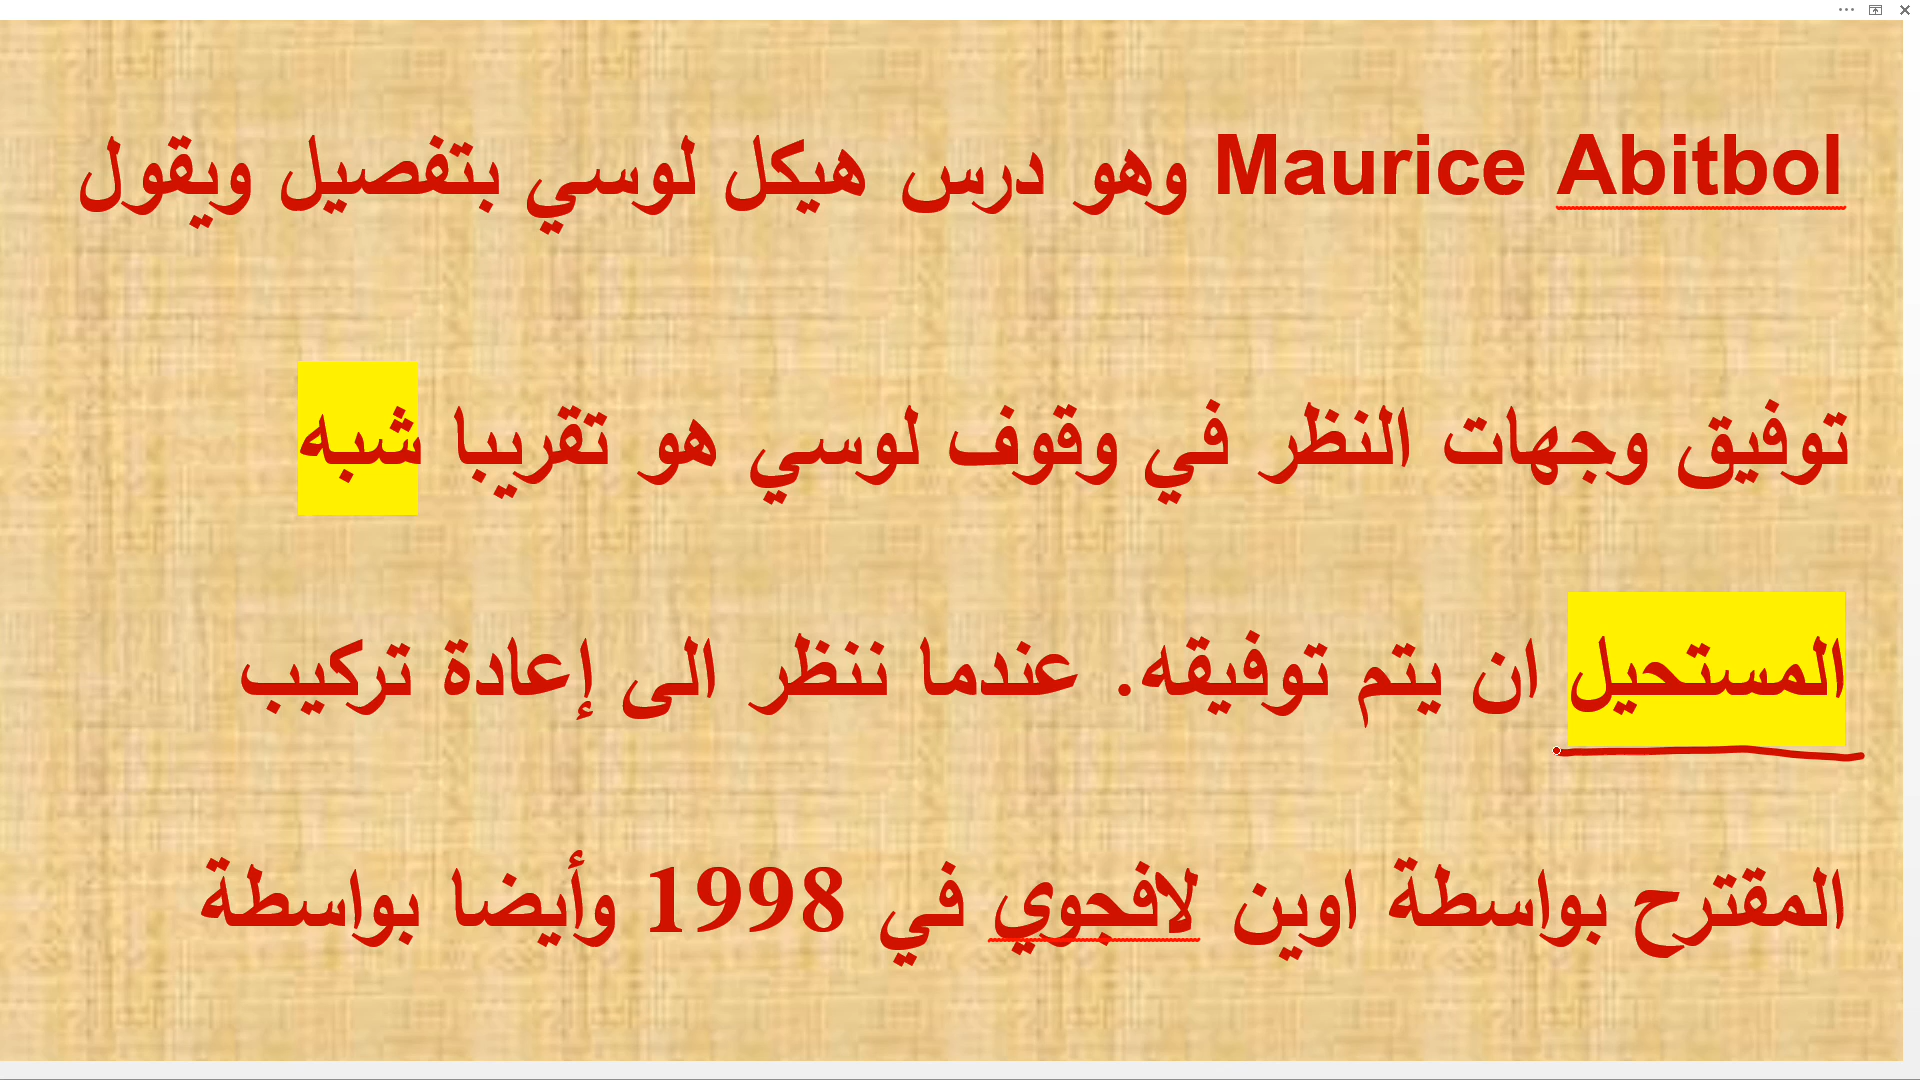 Maurice Abitbol وهو درس هيكل لوسي بتفصيل ويقول
توفيق وجهات النظر في وقوف لوسي هو تقريبا شبه
المستحيل ان يتم توفيقه. عندما ننظر الى إعادة تركيب
المقترح بواسطة اوين لافجوي في 1998 وأيضا بواسطة